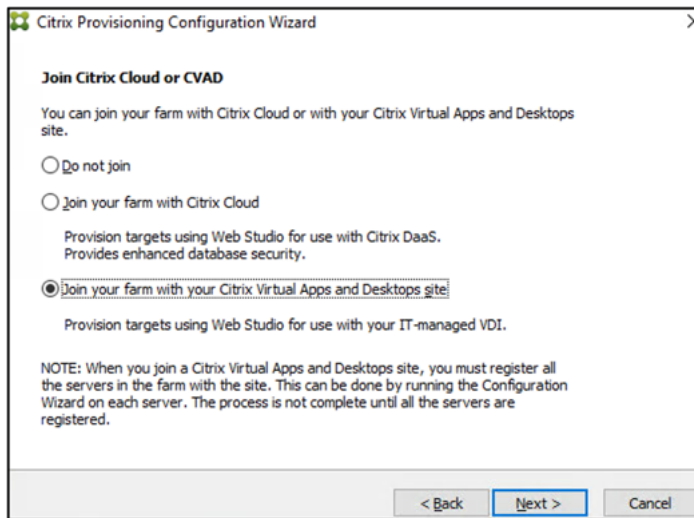 Citrix Provisioning Configuration Wizard
Join Citrix Cloud or CVAD
You can join your farm with Citrix Cloud or with your Citrix Virtual Apps and Desktops
site.
Do not join
Join your farm with Citrix Cloud
Provision targets using Web Studio for use with Citrix DaaS.
Provides enhanced database security.
Join your farm with your Citrix Virtual Apps and Desktops site
Provision targets using Web Studio for use with your IT-managed VDI.
NOTE: When you join a Citrix Virtual Apps and Desktops site, you must register all
the servers in the farm with the site. This can be done by running the Configuration
Wizard on each server. The process is not complete until all the servers are
registered.
< Back Next > Cancel